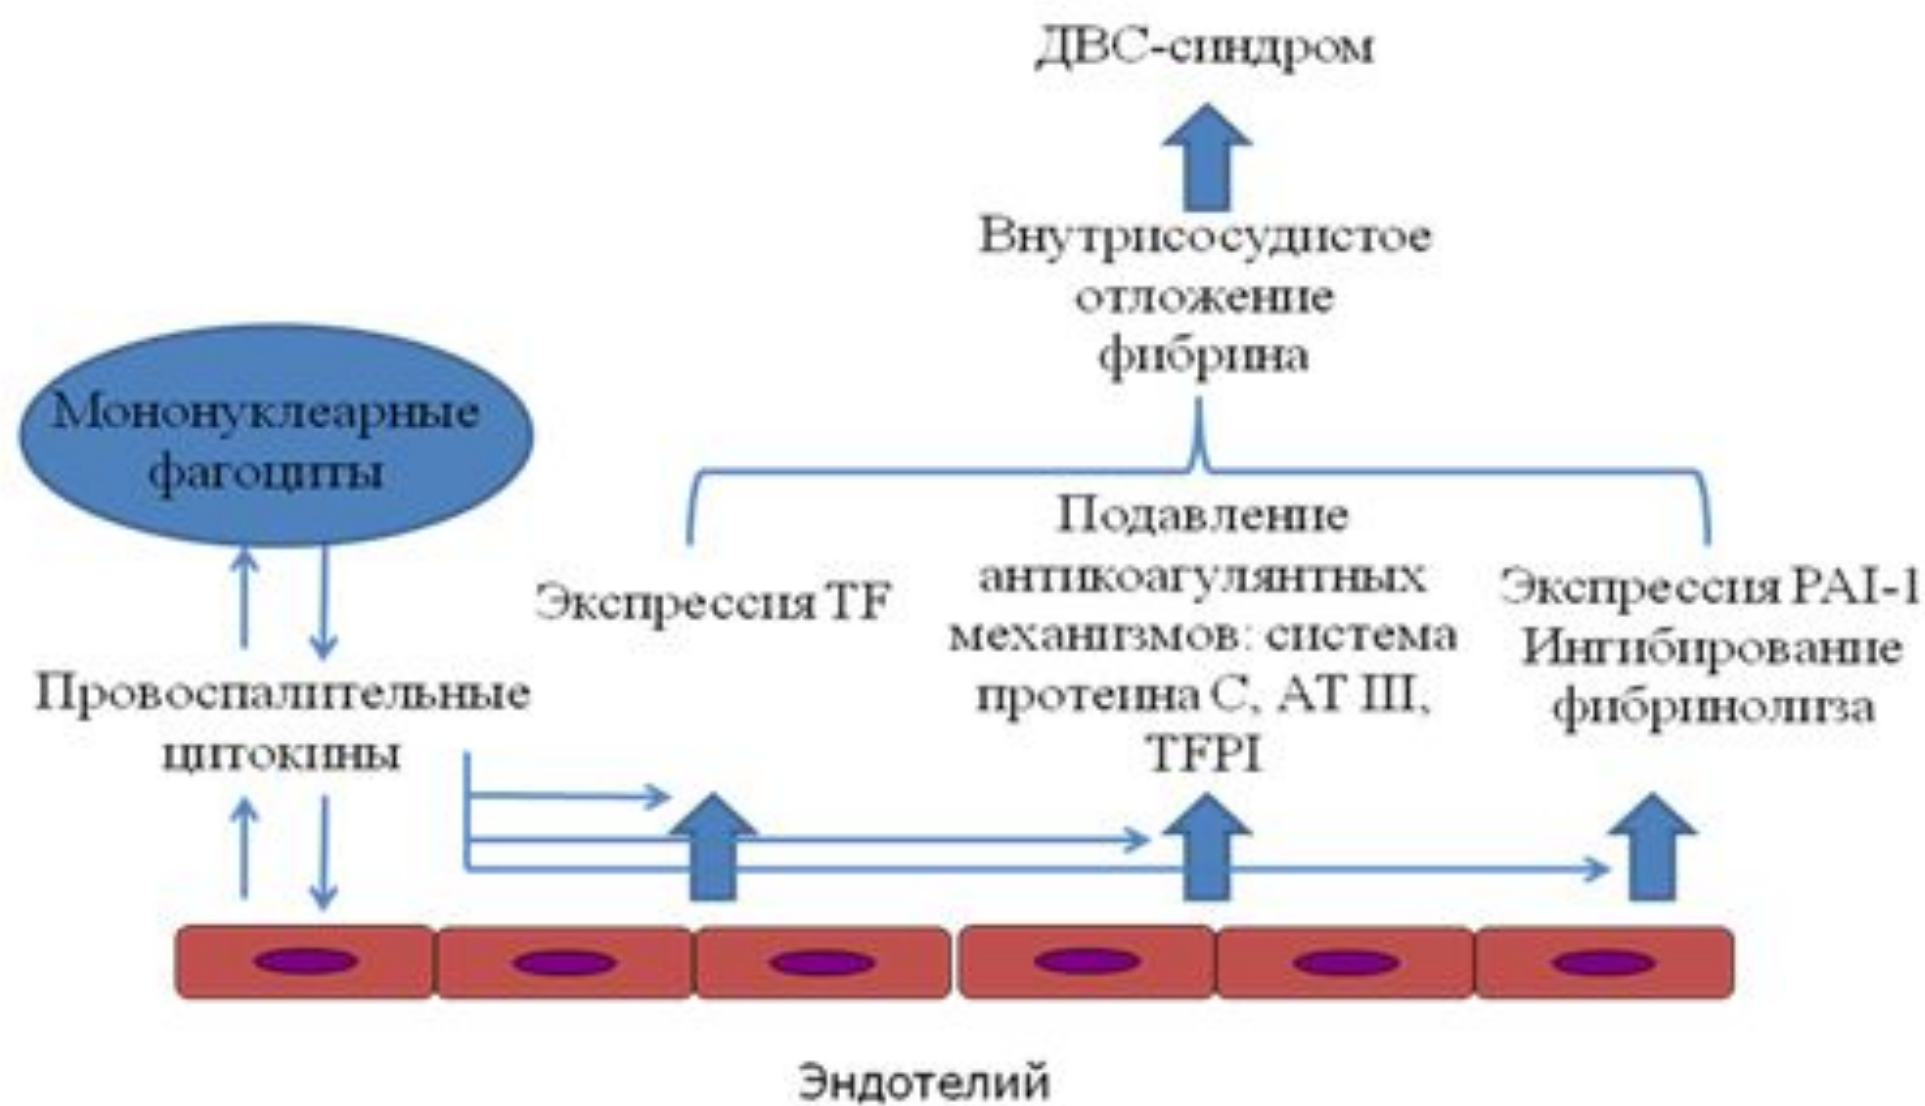 ДВС-синдром
Внутрисосудистое
отложение
фибрина
Мононуклеарные
фагоциты
Провоспалительные
цитокины
Экспрессия TF
Подавление
антикоагулянтных
механизмов: система
протеина С, АТ III,
TFPI
Экспрессия PAI-1
Ингибирование
фибринолиза
Эндотелий